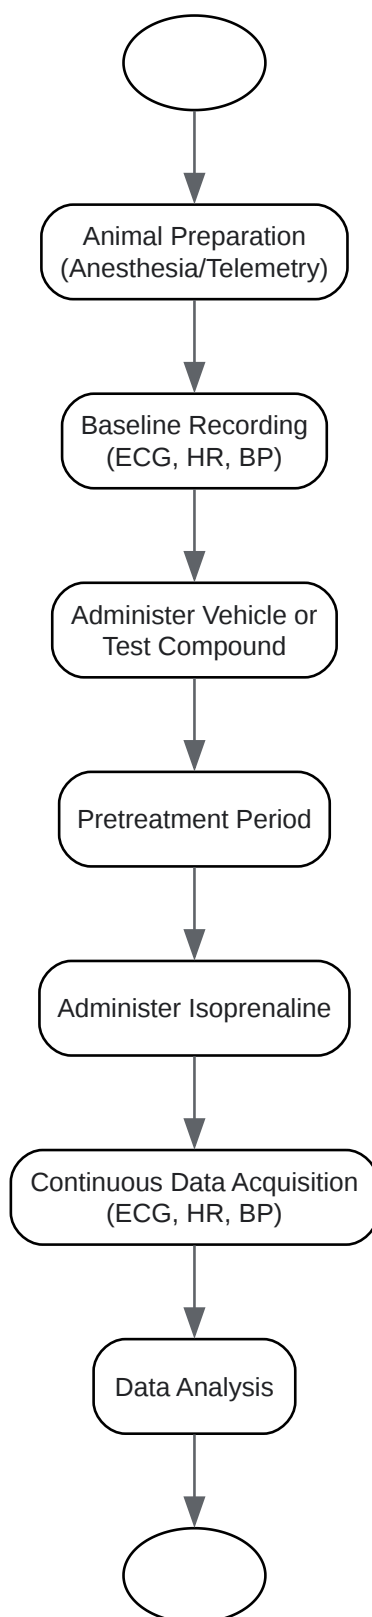 Animal Preparation
(Anesthesia/Telemetry)
Baseline Recording
(ECG, HR, BP)
Administer Vehicle or
Test Compound
Pretreatment Period
Administer Isoprenaline
Continuous Data Acquisition
(ECG, HR, BP)
Data Analysis